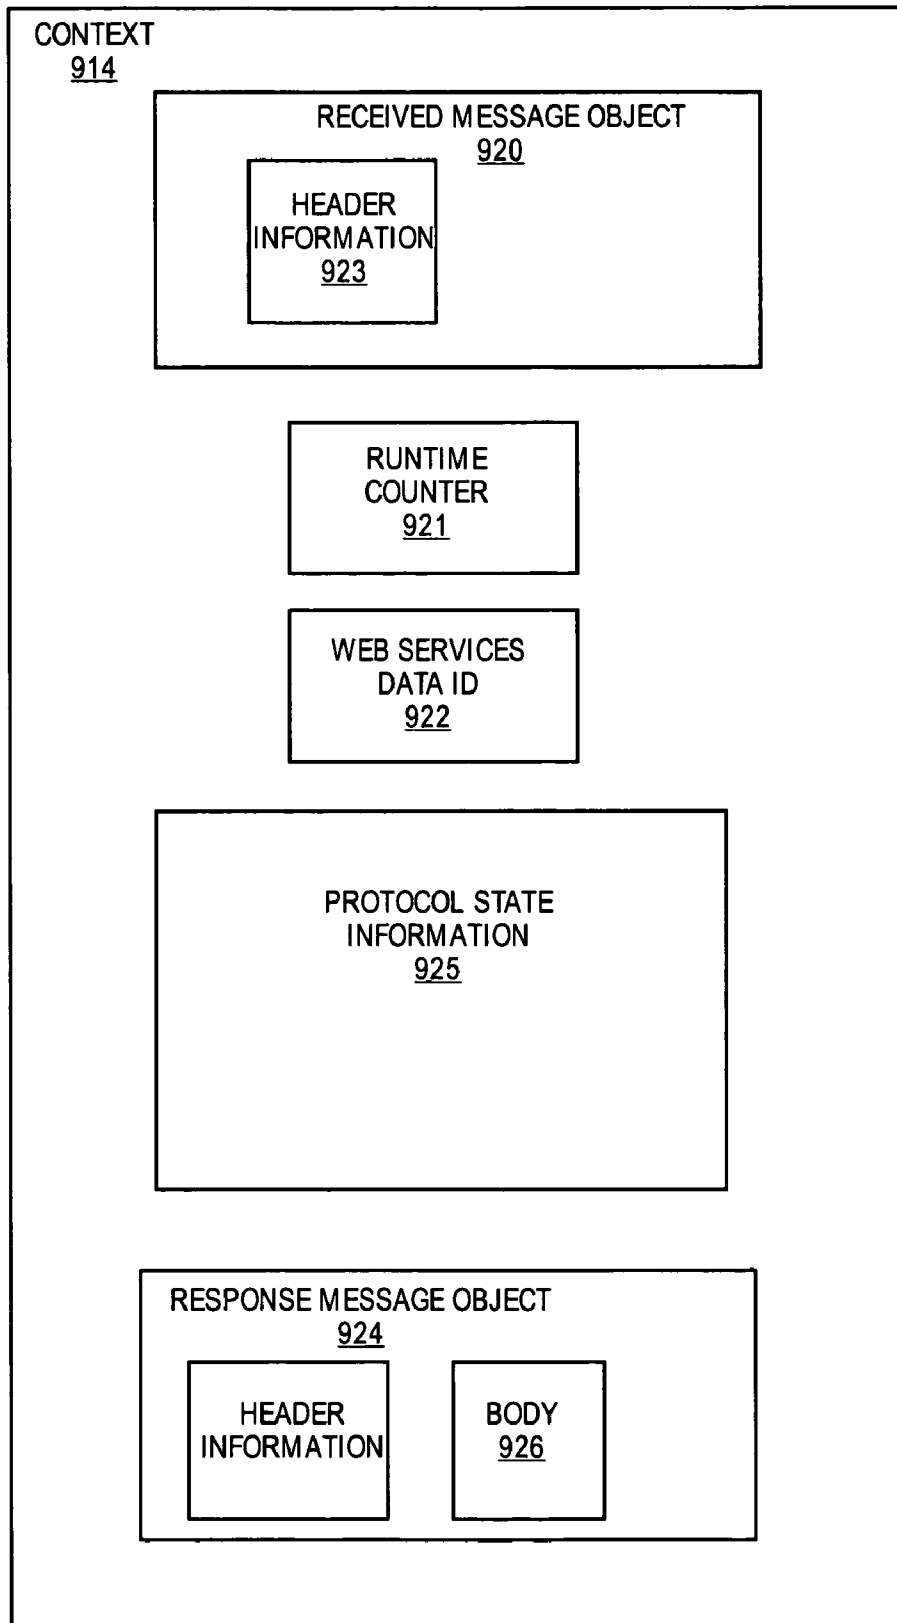 CONTEXT
914
RECEIVED MESSAGE OBJECT
920
HEADER
INFORMATION
923
RUNTIME
COUNTER
921
WEB SERVICES
DATA ID
922
PROTOCOL STATE
INFORMATION
925
RESPONSE MESSAGE OBJECT
924
HEADER
INFORMATION
BODY
926